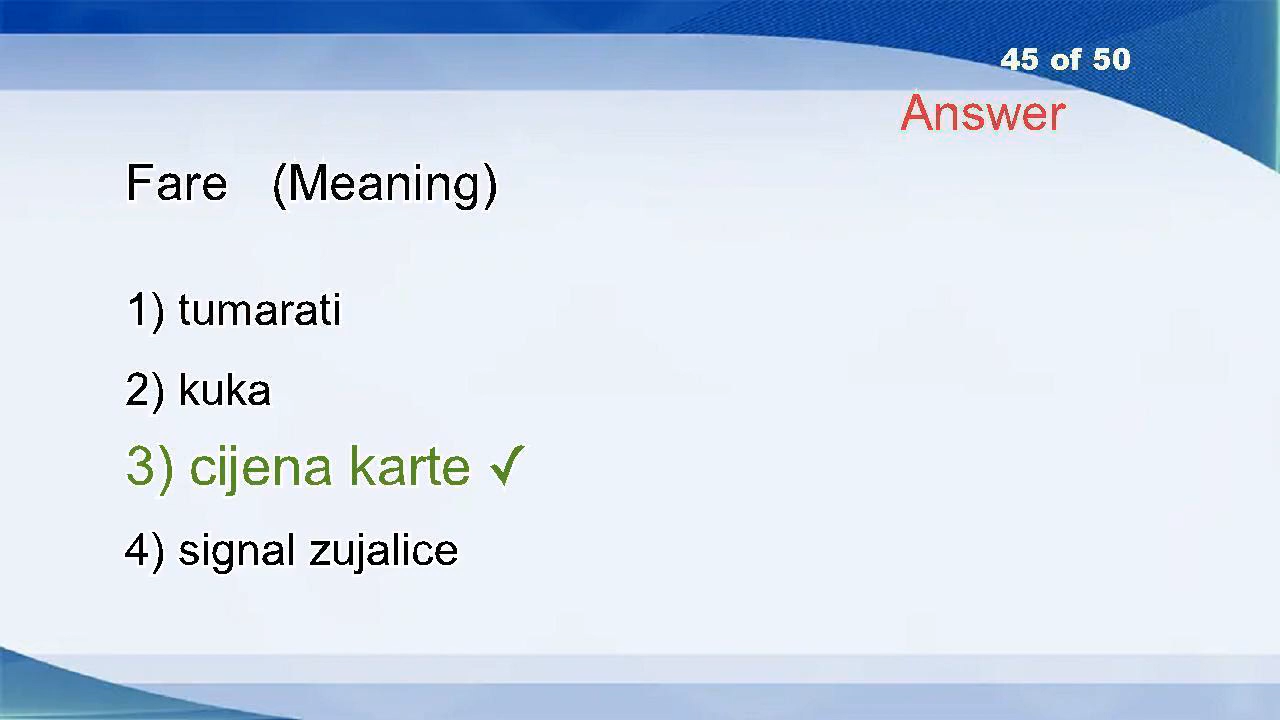 45 of 50
Answer
Fare (Meaning)
1) tumarati
2) kuka
3) cijena karte ✓
4) signal zujalice